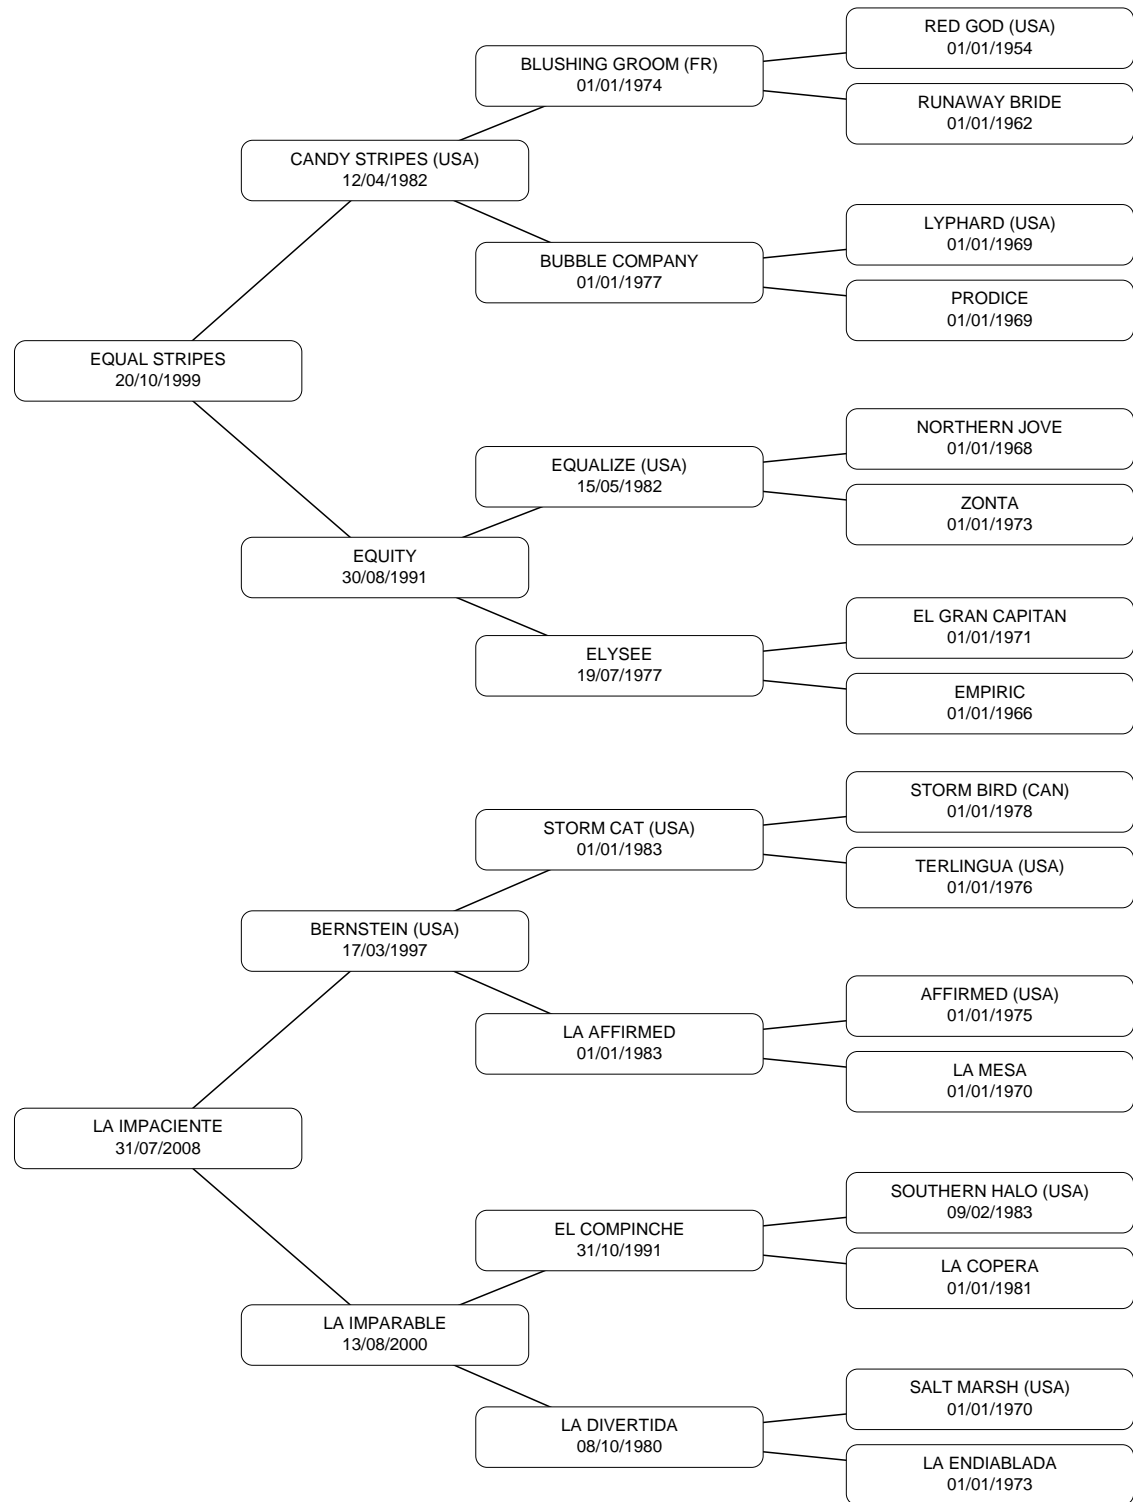 RED GOD (USA)
01/01/1954
BLUSHING GROOM (FR)
01/01/1974
RUNAWAY BRIDE
01/01/1962
CANDY STRIPES (USA)
12/04/1982
LYPHARD (USA)
01/01/1969
BUBBLE COMPANY
01/01/1977
PRODICE
01/01/1969
EQUAL STRIPES
20/10/1999
NORTHERN JOVE
01/01/1968
EQUALIZE (USA)
15/05/1982
ZONTA
01/01/1973
EQUITY
30/08/1991
EL GRAN CAPITAN
01/01/1971
ELYSEE
19/07/1977
EMPIRIC
01/01/1966
STORM BIRD (CAN)
01/01/1978
STORM CAT (USA)
01/01/1983
TERLINGUA (USA)
01/01/1976
BERNSTEIN (USA)
17/03/1997
AFFIRMED (USA)
01/01/1975
LA AFFIRMED
01/01/1983
LA MESA
01/01/1970
LA IMPACIENTE
31/07/2008
SOUTHERN HALO (USA)
09/02/1983
EL COMPINCHE
31/10/1991
LA COPERA
01/01/1981
LA IMPARABLE
13/08/2000
SALT MARSH (USA)
01/01/1970
LA DIVERTIDA
08/10/1980
LA ENDIABLADA
01/01/1973